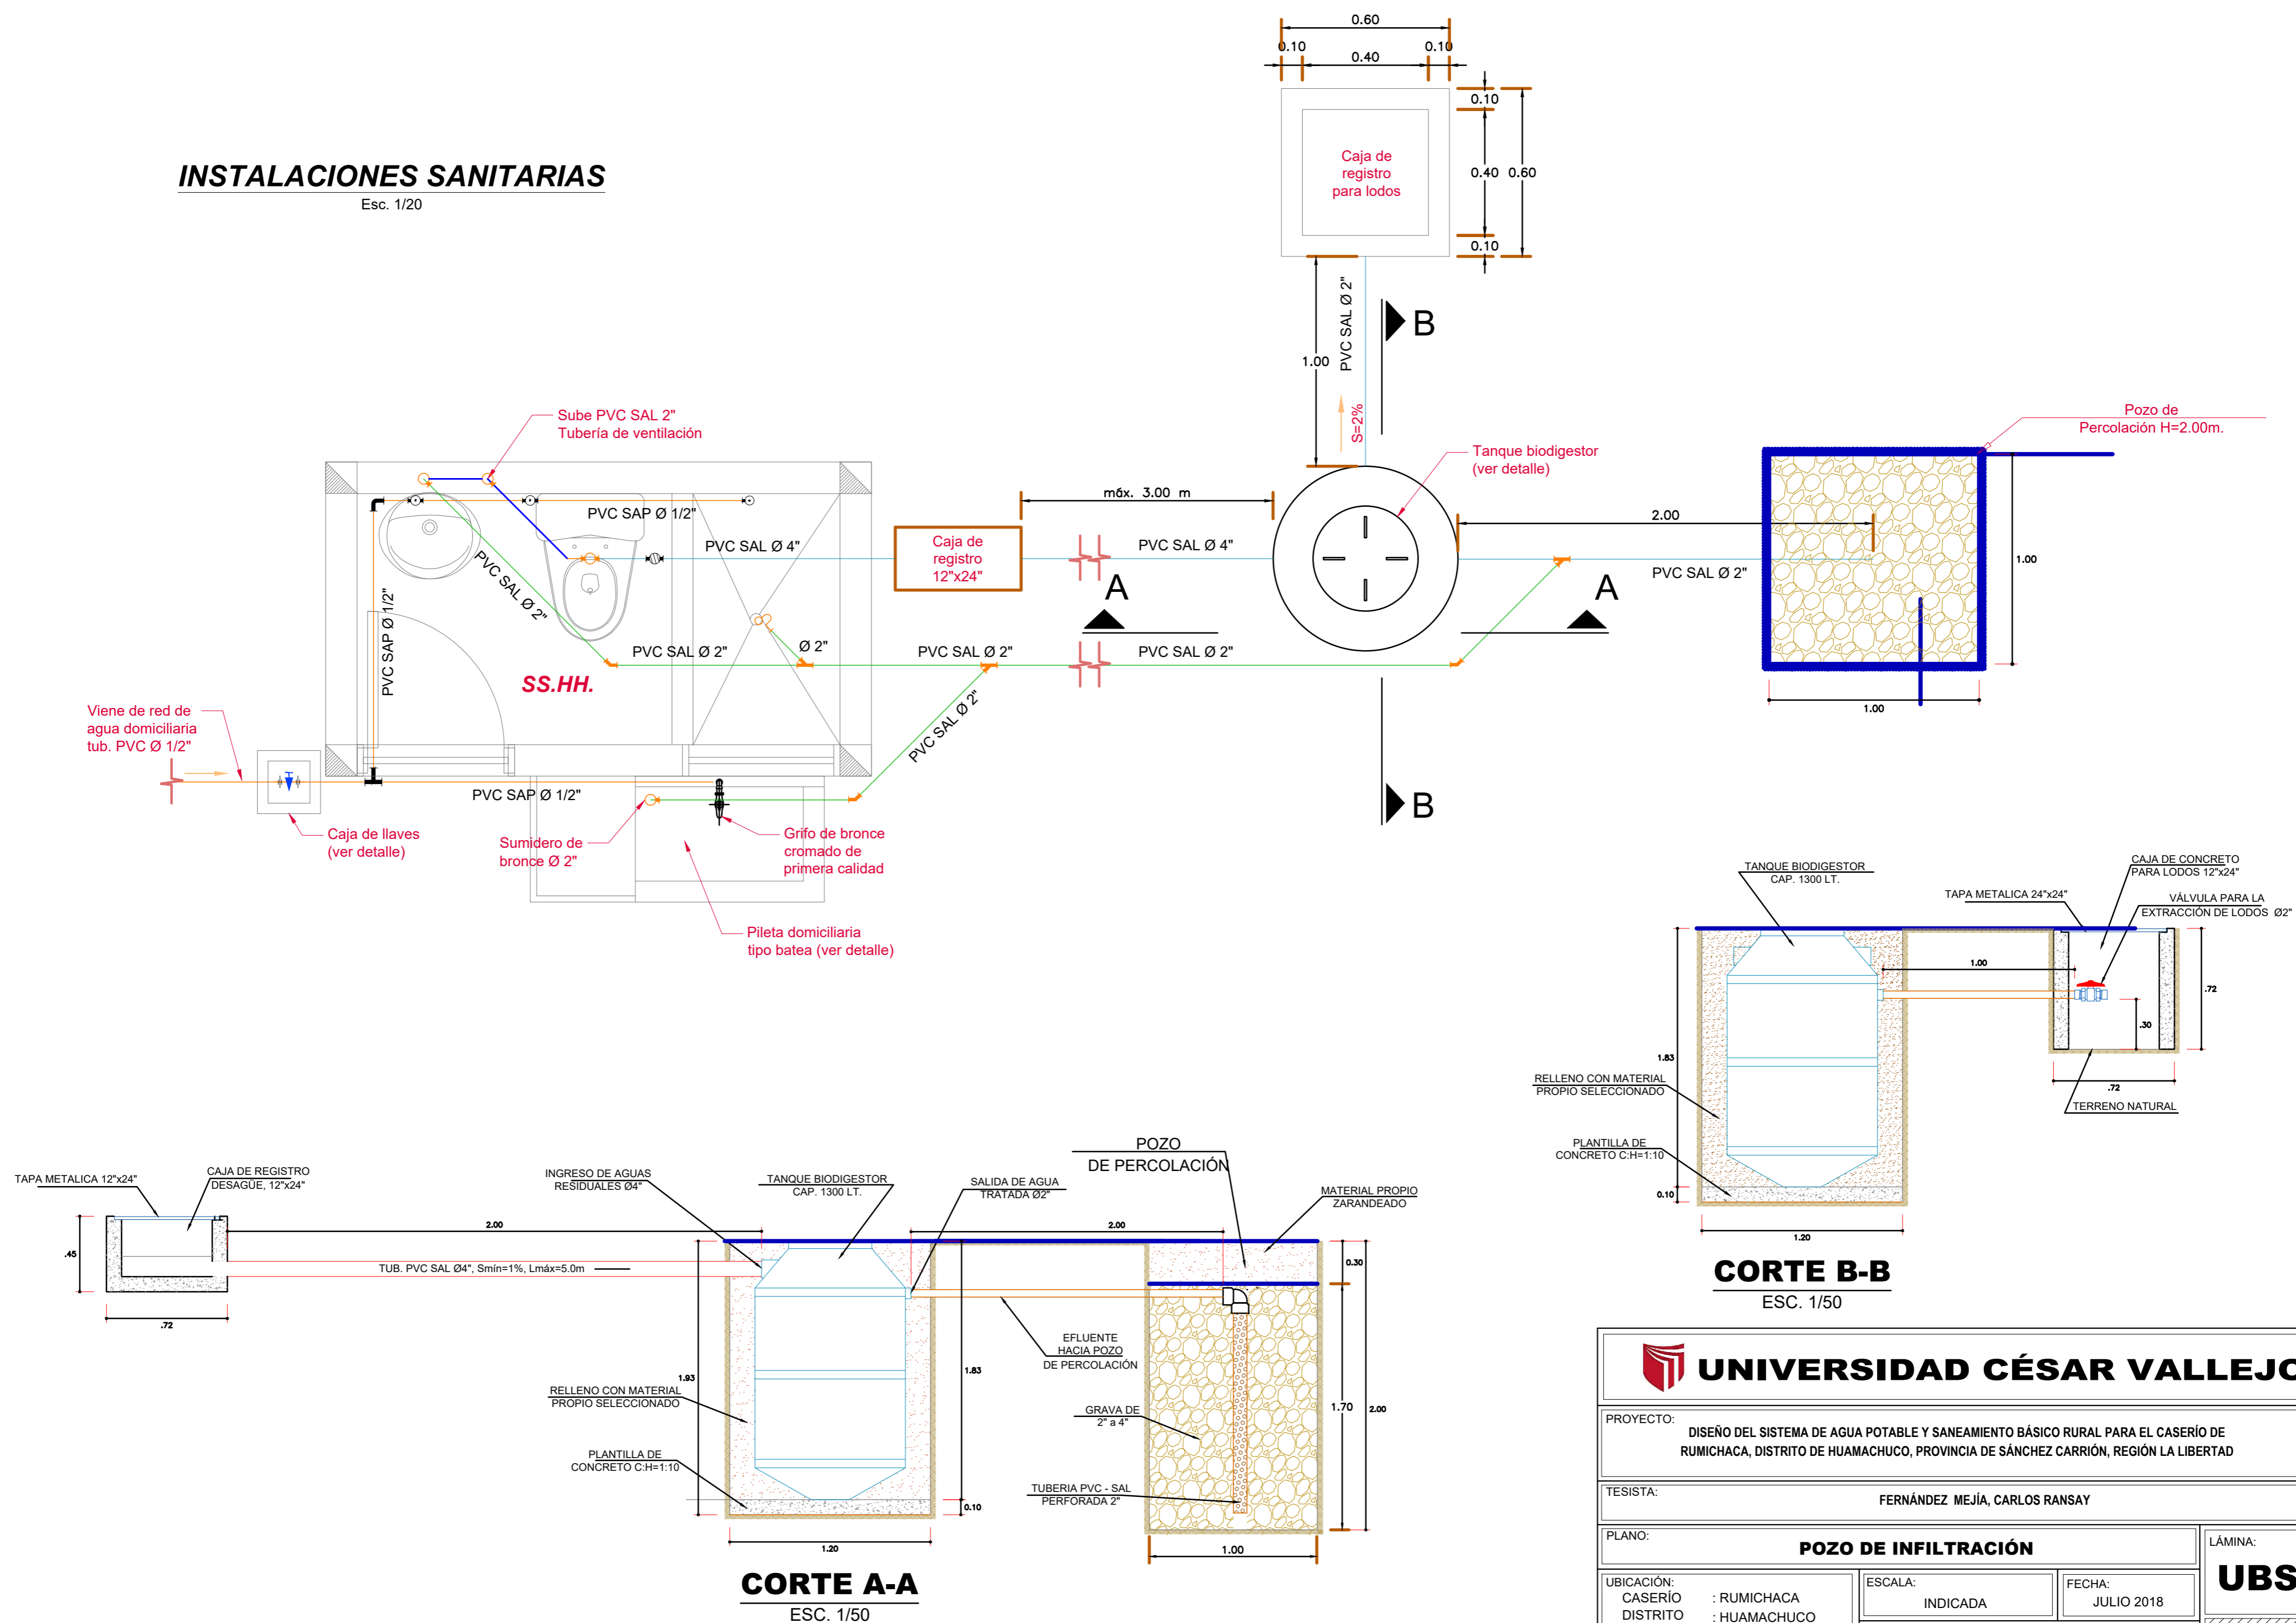 INSTALACIONES SANITARIAS
Esc. 1/20
0.60
0.10
0.10
0.40
0.10
0.40
0.60
0.10
Caja de
registro
para lodos
PVC SAL Ø 2"
1.00
S=2%
B
Sube PVC SAL 2"
Tubería de ventilación
Tanque biodigestor
(ver detalle)
Pozo de
Percolación H=2.00m.
máx. 3.00 m
2.00
PVC SAP Ø 1/2"
PVC SAL Ø 4"
Caja de
registro
12"x24"
PVC SAL Ø 4"
A
A
PVC SAL Ø 2"
1.00
1.00
PVC SAL Ø 2"
PVC SAP Ø 1/2"
PVC SAL Ø 2"
Ø 2"
PVC SAL Ø 2"
PVC SAL Ø 2"
SS.HH.
PVC SAL Ø 2"
Viene de red de
agua domiciliaria
tub. PVC Ø 1/2"
PVC SAP Ø 1/2"
B
Caja de llaves
(ver detalle)
Sumidero de
bronce Ø 2"
Grifo de bronce
cromado de
primera calidad
Pileta domiciliaria
tipo batea (ver detalle)
TANQUE BIODIGESTOR
CAP. 1300 LT.
CAJA DE CONCRETO
PARA LODOS 12"x24"
TAPA METALICA 24"x24"
VÁLVULA PARA LA
EXTRACCIÓN DE LODOS Ø2"
1.00
.72
.30
1.83
.72
RELLENO CON MATERIAL
PROPIO SELECCIONADO
TERRENO NATURAL
PLANTILLA DE
CONCRETO C:H=1:10
0.10
1.20
CORTE B-B
ESC. 1/50
TAPA METALICA 12"x24"
CAJA DE REGISTRO
DESAGÜE, 12"x24"
INGRESO DE AGUAS
RESIDUALES Ø4"
TANQUE BIODIGESTOR
CAP. 1300 LT.
SALIDA DE AGUA
TRATADA Ø2"
POZO
DE PERCOLACIÓN
MATERIAL PROPIO
ZARANDEADO
2.00
2.00
.45
TUB. PVC SAL Ø4", Smín=1%, Lmáx=5.0m
0.30
.72
EFLUENTE
HACIA POZO
DE PERCOLACIÓN
1.93
1.83
RELLENO CON MATERIAL
PROPIO SELECCIONADO
GRAVA DE
2" a 4"
1.70
2.00
PLANTILLA DE
CONCRETO C:H=1:10
TUBERIA PVC - SAL
PERFORADA 2"
0.10
1.20
1.00
CORTE A-A
ESC. 1/50
UNIVERSIDAD CÉSAR VALLEJO
PROYECTO:
DISEÑO DEL SISTEMA DE AGUA POTABLE Y SANEAMIENTO BÁSICO RURAL PARA EL CASERÍO DE
RUMICHACA, DISTRITO DE HUAMACHUCO, PROVINCIA DE SÁNCHEZ CARRIÓN, REGIÓN LA LIBERTAD
TESISTA:
FERNÁNDEZ MEJÍA, CARLOS RANSAY
PLANO:
POZO DE INFILTRACIÓN
LÁMINA:
UBS
UBICACIÓN:
CASERÍO : RUMICHACA
DISTRITO : HUAMACHUCO
ESCALA:
INDICADA
FECHA:
JULIO 2018